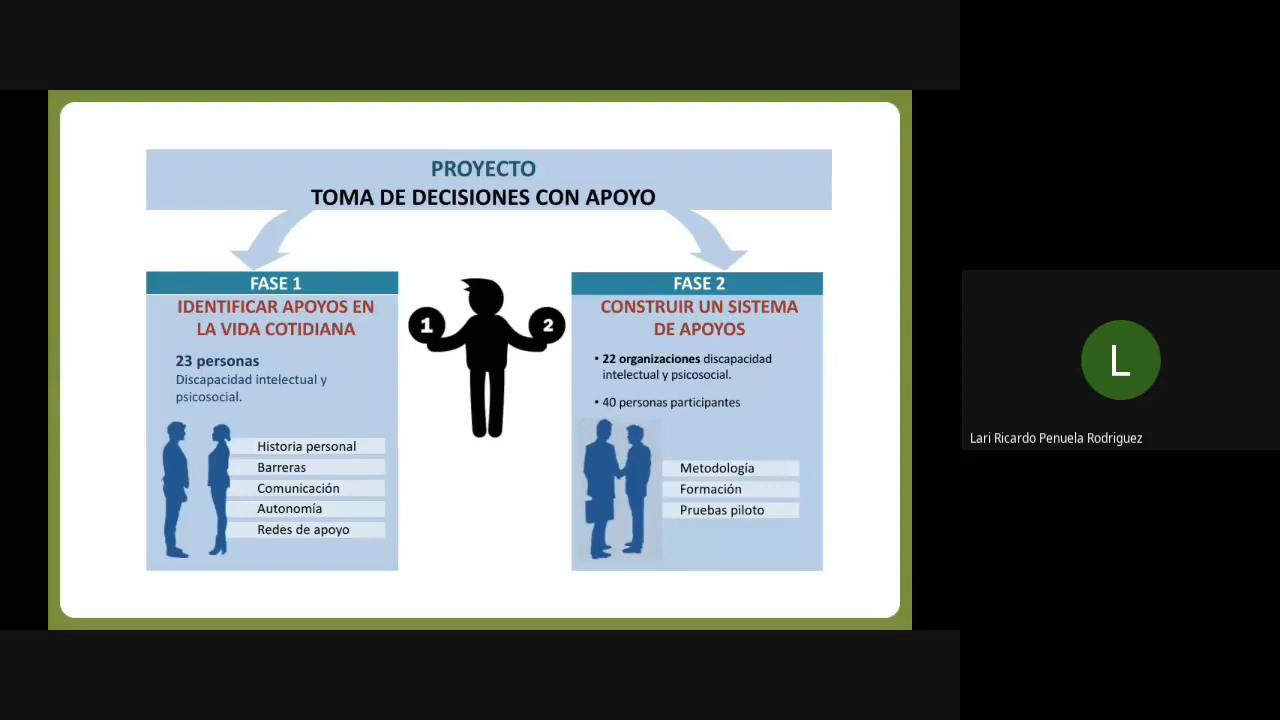 PROYECTO
TOMA DE DECISIONES CON APOYO
FASE 1
IDENTIFICAR APOYOS EN
LA VIDA COTIDIANA
23 personas
Discapacidad intelectual y
psicosocial.
Historia personal
Barreras
Comunicación
Autonomía
Redes de apoyo
1
2
FASE 2
CONSTRUIR UN SISTEMA
DE APOYOS
• 22 organizaciones discapacidad
intelectual y psicosocial.
• 40 personas participantes
Metodología
Formación
Pruebas piloto
L
Lari Ricardo Penuela Rodriguez